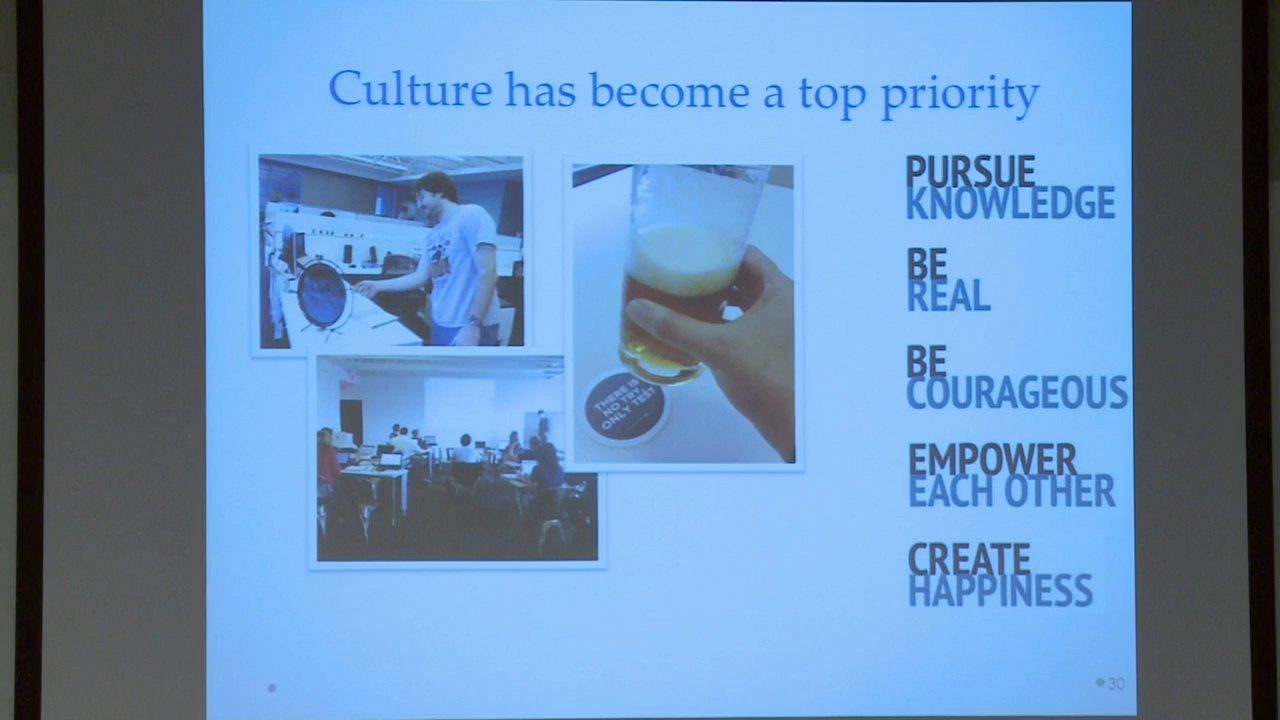 Culture has become a top priority
PURSUE
KNOWLEDGE
BE
REAL
BE
COURAGEOUS
EMPOWER
EACH OTHER
CREATE
HAPPINESS
THERE IS
NO TRY,
ONLY TEST
30